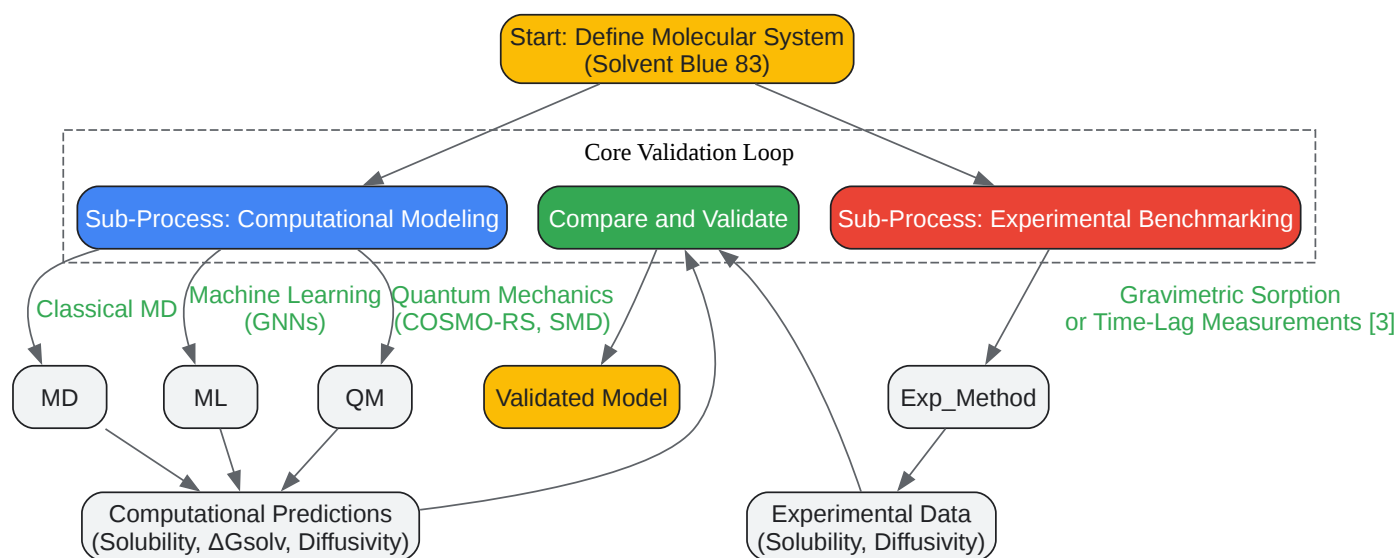 Start: Define Molecular System
(Solvent Blue 83)
Core Validation Loop
Sub-Process: Computational Modeling
Compare and Validate
Sub-Process: Experimental Benchmarking
Classical MD
Machine Learning
(GNNs)
Quantum Mechanics
(COSMO-RS, SMD)
Gravimetric Sorption
or Time-Lag Measurements [3]
MD
ML
QM
Validated Model
Exp_Method
Computational Predictions
(Solubility, ΔGsolv, Diffusivity)
Experimental Data
(Solubility, Diffusivity)